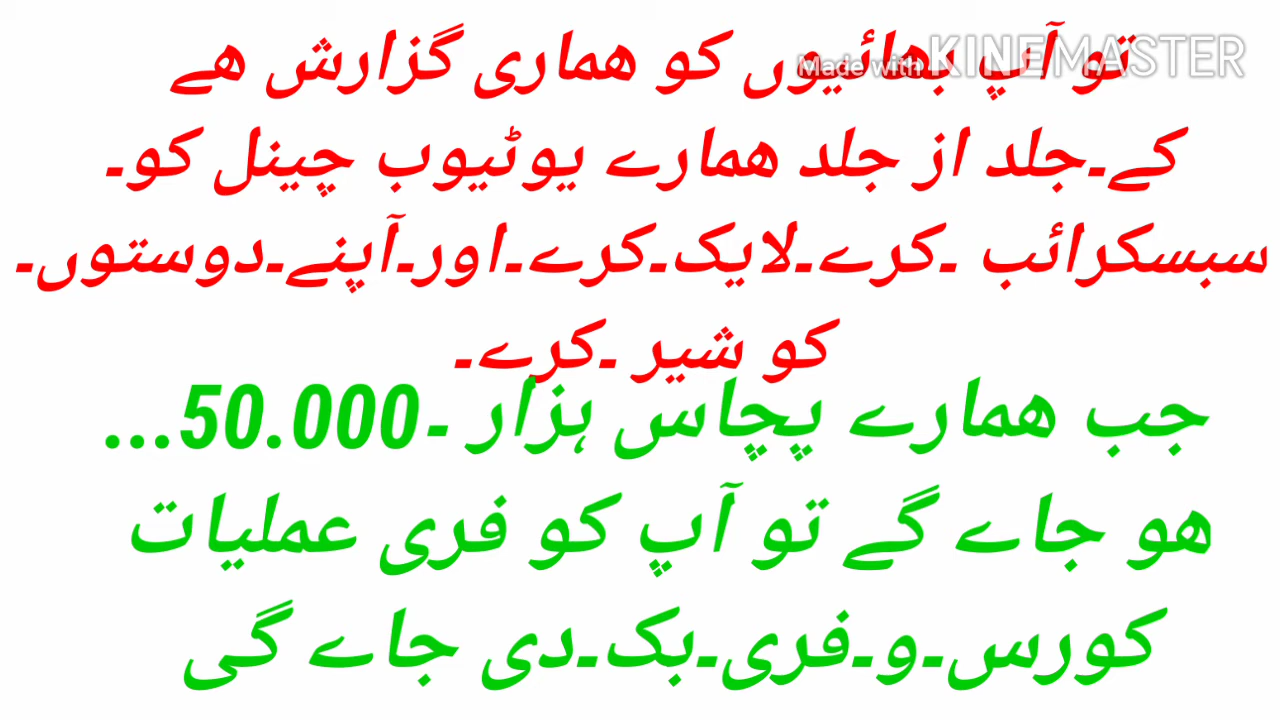 تو آپ بھائیوں کو ھماری گزارش ھے
Made with KINEMASTER
کے۔جلد از جلد ھمارے یوٹیوب چینل کو۔
سبسکرائب ۔کرے۔لایک۔کرے۔اور۔آپنے۔دوستوں۔
کو شیر ۔کرے۔
جب ھمارے پچاس ہزار ۔50.000...
ھو جاے گے تو آپ کو فری عملیات
کورس۔و۔فری۔بک۔دی جاے گی